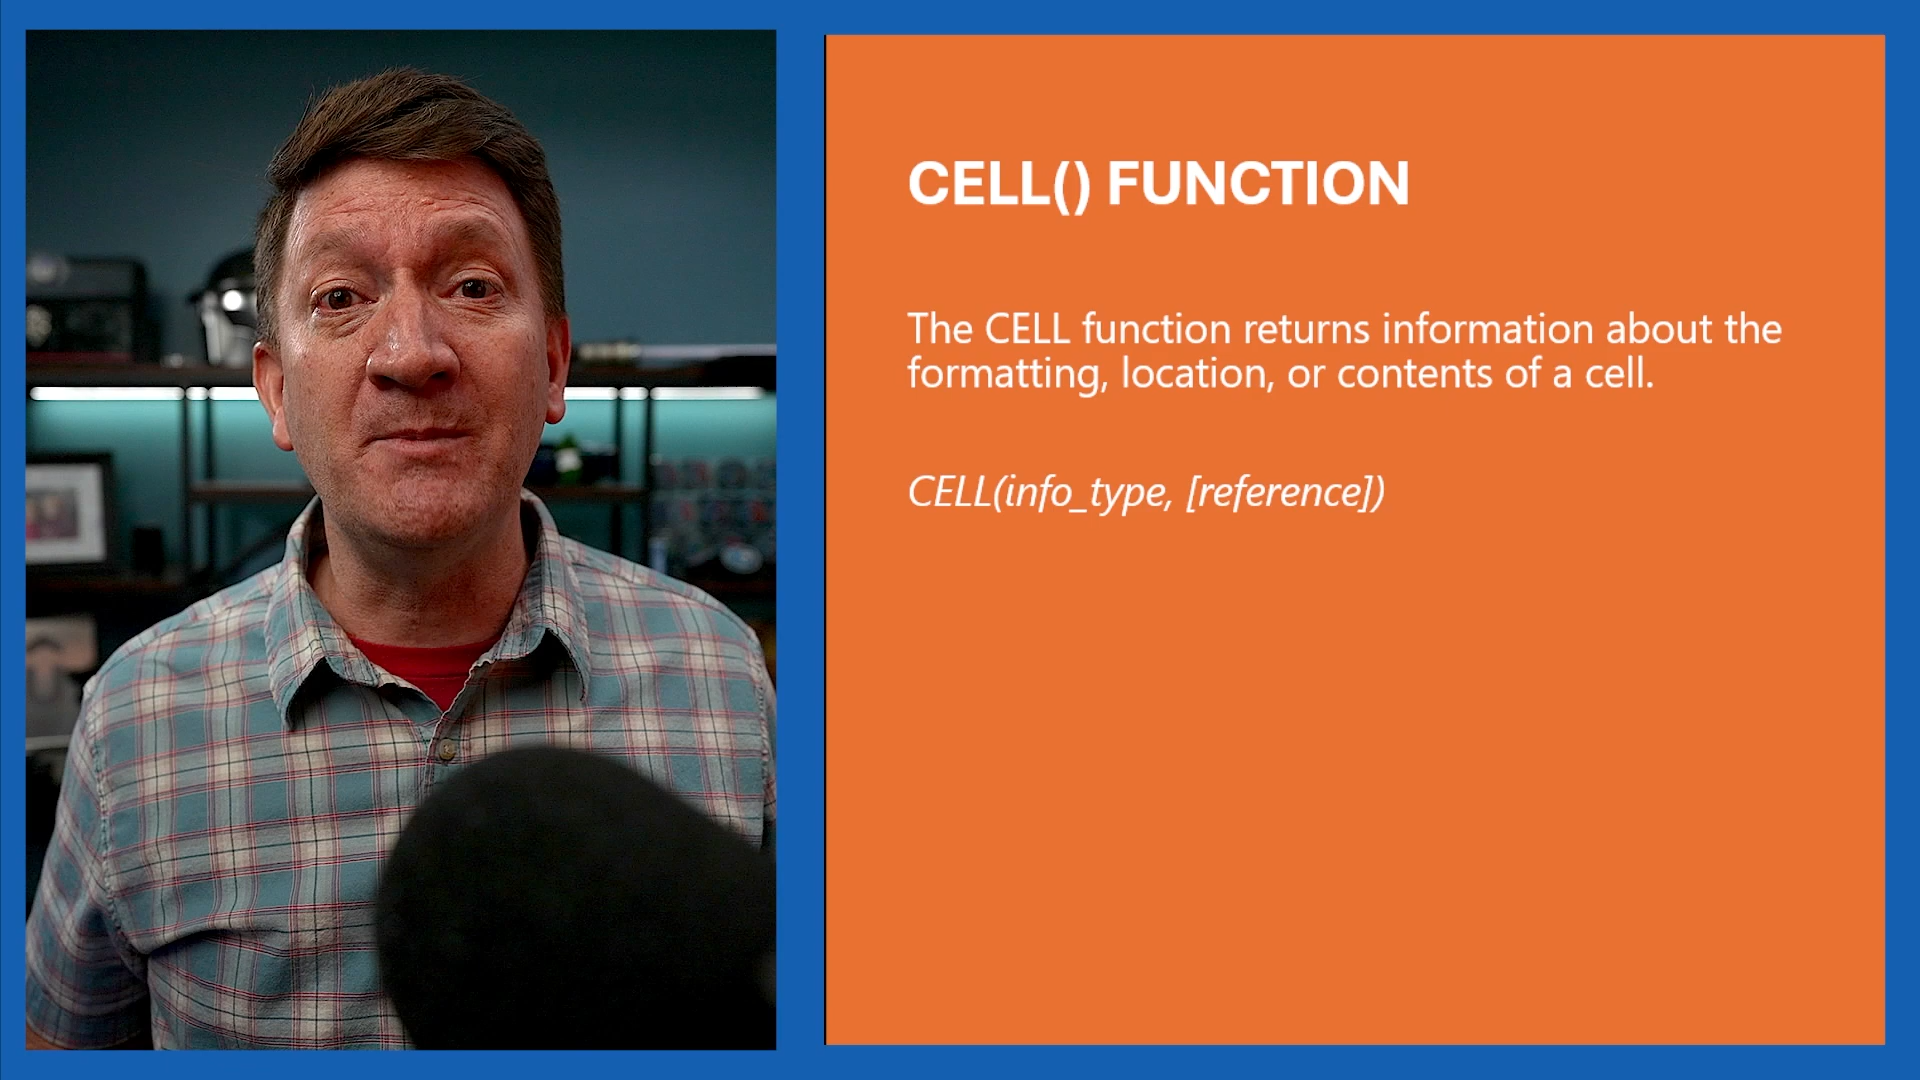 CELL() FUNCTION
The CELL function returns information about the
formatting, location, or contents of a cell.
CELL(info_type, [reference])